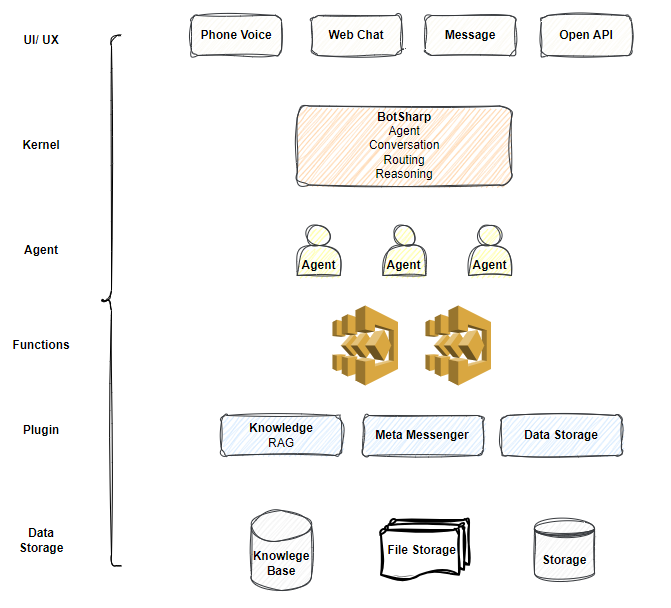 UI/ UX
Phone Voice
Web Chat
Message
Open API
Kernel
BotSharp
Agent
Conversation
Routing
Reasoning
Agent
Agent
Agent
Agent
Functions
Plugin
Knowledge
RAG
Meta Messenger
Data Storage
Data
Storage
Knowlege
Base
File Storage
Storage